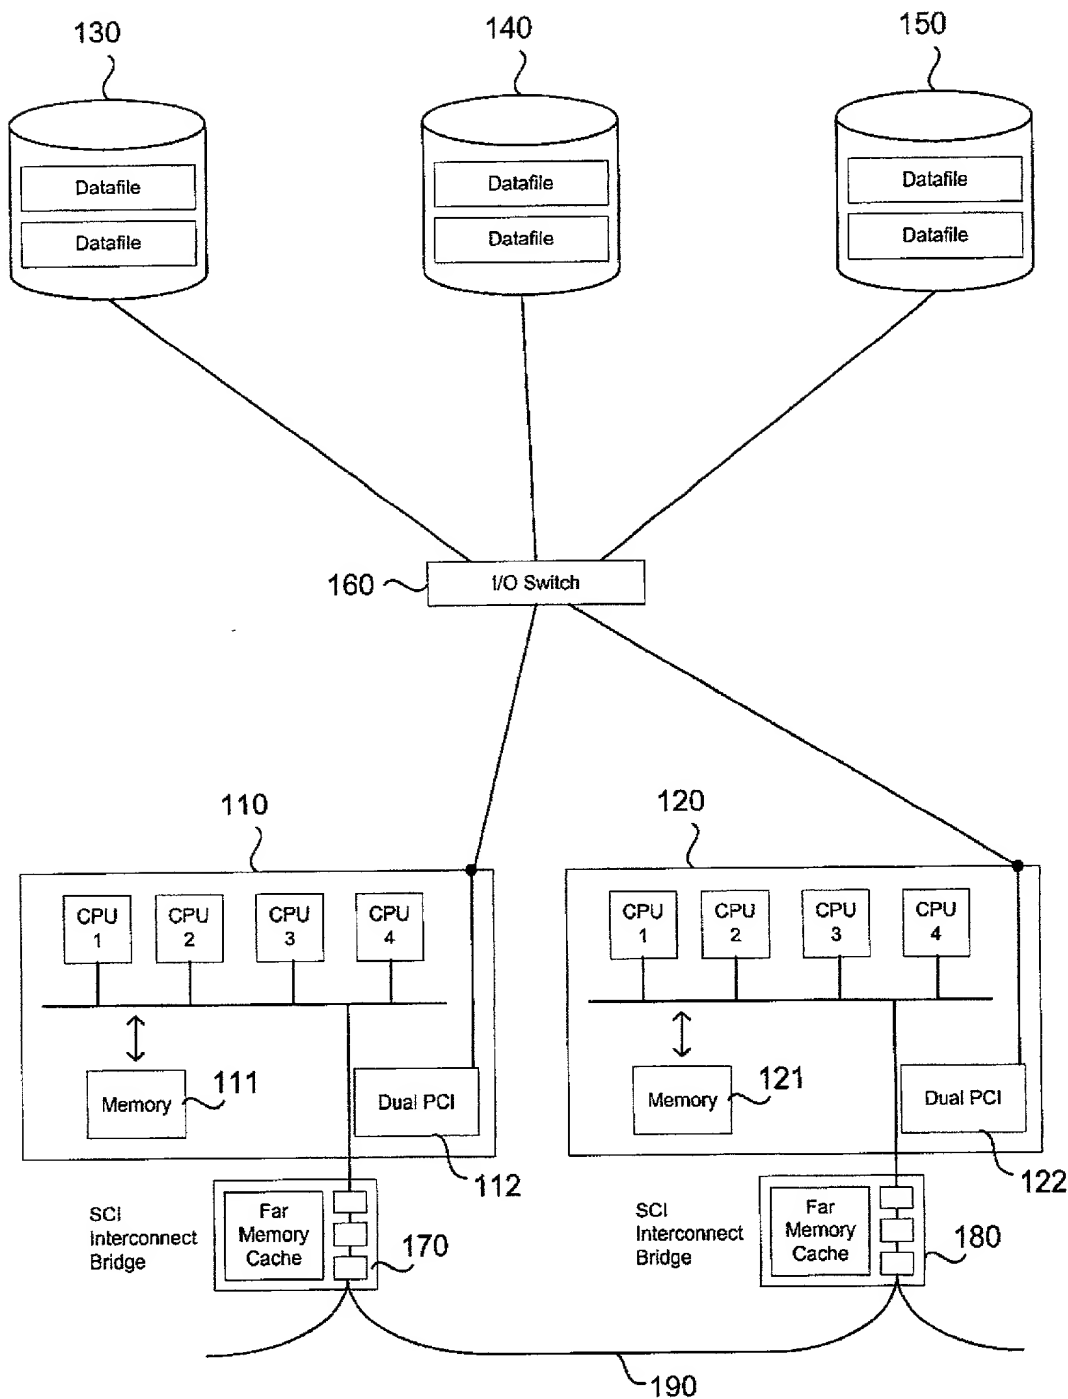 130
140
150
Datafile
Datafile
Datafile
Datafile
Datafile
Datafile
160
I/O Switch
110
120
CPU
1
CPU
2
CPU
3
CPU
4
CPU
1
CPU
2
CPU
3
CPU
4
Memory
111
Dual PCI
112
Memory
121
Dual PCI
122
SCI
Interconnect
Bridge
Far
Memory
Cache
170
SCI
Interconnect
Bridge
Far
Memory
Cache
180
190